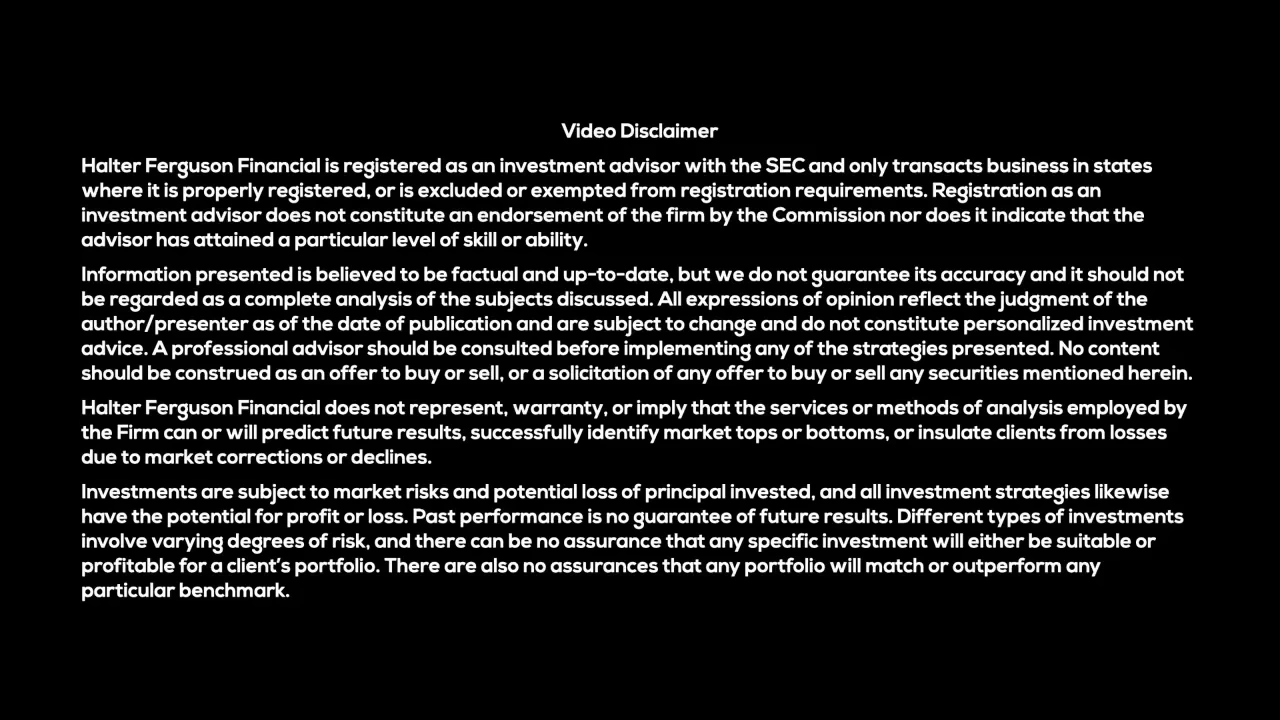 Video Disclaimer
Halter Ferguson Financial is registered as an investment advisor with the SEC and only transacts business in states
where it is properly registered, or is excluded or exempted from registration requirements. Registration as an
investment advisor does not constitute an endorsement of the firm by the Commission nor does it indicate that the
advisor has attained a particular level of skill or ability.
Information presented is believed to be factual and up-to-date, but we do not guarantee its accuracy and it should not
be regarded as a complete analysis of the subjects discussed. All expressions of opinion reflect the judgment of the
author/presenter as of the date of publication and are subject to change and do not constitute personalized investment
advice. A professional advisor should be consulted before implementing any of the strategies presented. No content
should be construed as an offer to buy or sell, or a solicitation of any offer to buy or sell any securities mentioned herein.
Halter Ferguson Financial does not represent, warranty, or imply that the services or methods of analysis employed by
the Firm can or will predict future results, successfully identify market tops or bottoms, or insulate clients from losses
due to market corrections or declines.
Investments are subject to market risks and potential loss of principal invested, and all investment strategies likewise
have the potential for profit or loss. Past performance is no guarantee of future results. Different types of investments
involve varying degrees of risk, and there can be no assurance that any specific investment will either be suitable or
profitable for a client's portfolio. There are also no assurances that any portfolio will match or outperform any
particular benchmark.